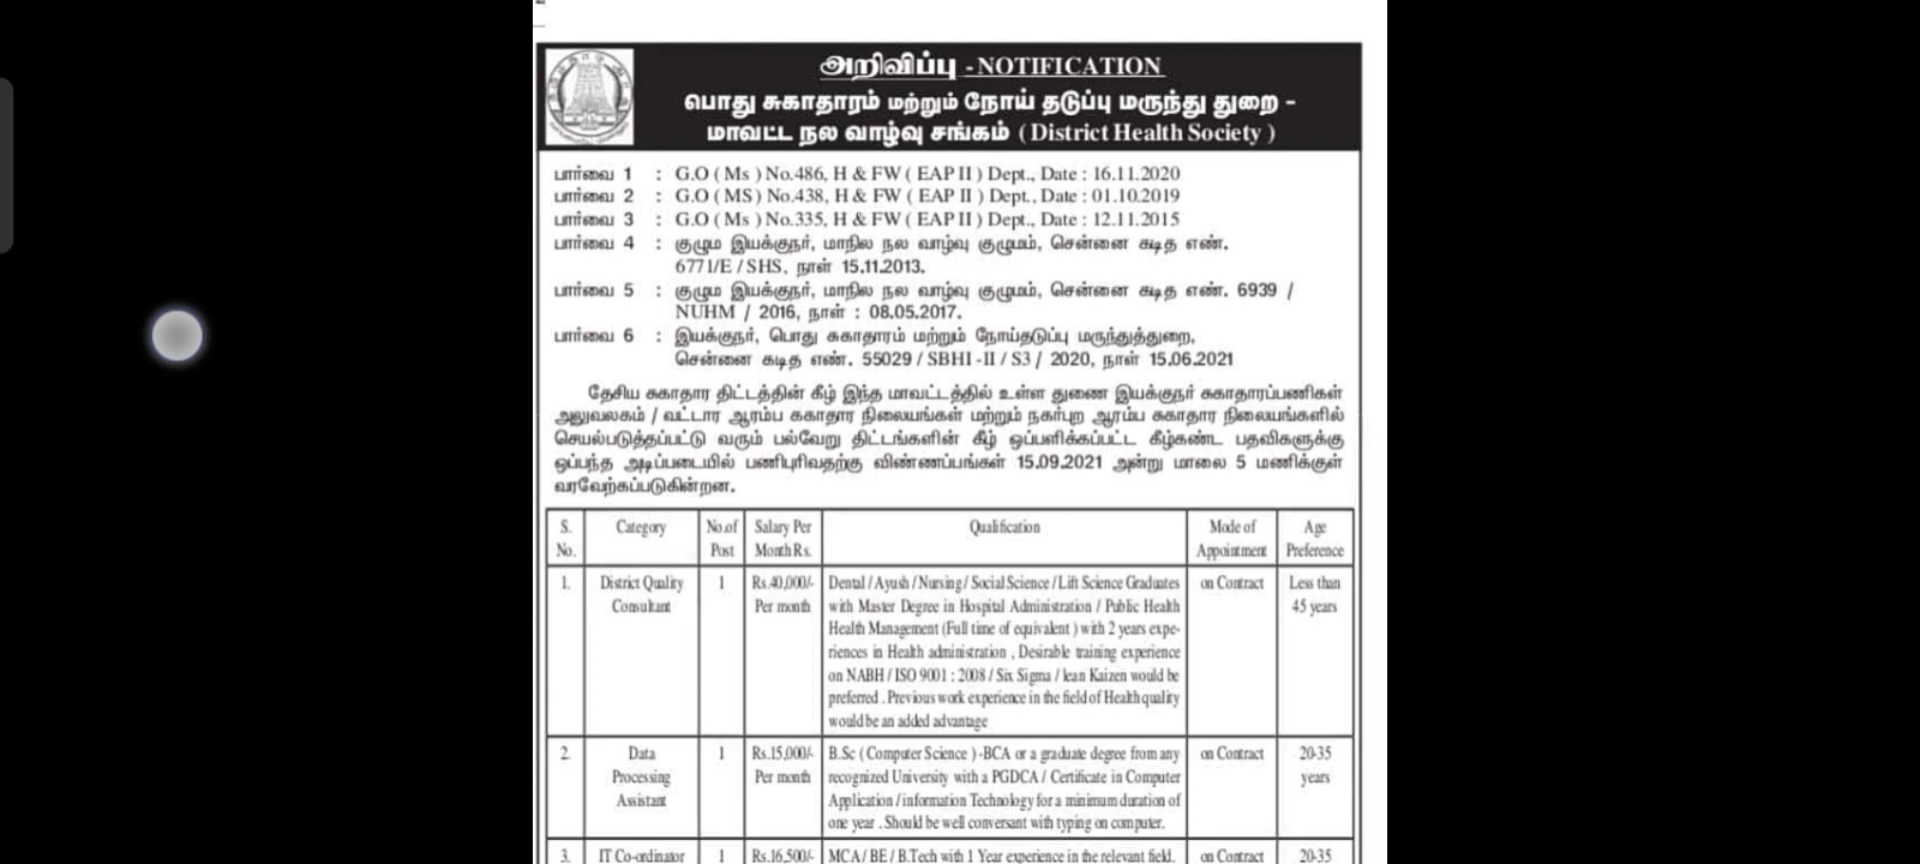 அறிவிப்பு - NOTIFICATION
பொது சுகாதாரம் மற்றும் நோய் தடுப்பு மருந்து துறை -
மாவட்ட நல வாழ்வு சங்கம் ( District Health Society )
பார்வை 1 : G.O ( Ms ) No.486, H & FW ( EAP II ) Dept., Date : 16.11.2020
பார்வை 2 : G.O ( MS ) No.438, H & FW ( EAP II ) Dept., Date : 01.10.2019
பார்வை 3 : G.O ( Ms ) No.335, H & FW ( EAP II ) Dept., Date : 12.11.2015
பார்வை 4 : குழும இயக்குநர், மாநில நல வாழ்வு குழுமம், சென்னை கடித எண்.
6771/E / SHS, நாள் 15.11.2013.
பார்வை 5 : குழும இயக்குநர், மாநில நல வாழ்வு குழுமம், சென்னை கடித எண். 6939 /
NUHM / 2016, நாள் : 08.05.2017.
பார்வை 6 : இயக்குநர், பொது சுகாதாரம் மற்றும் நோய்தடுப்பு மருந்துத்துறை,
சென்னை கடித எண். 55029 / SBHI -II / S3 / 2020, நாள் 15.06.2021
தேசிய சுகாதார திட்டத்தின் கீழ் இந்த மாவட்டத்தில் உள்ள துணை இயக்குநர் சுகாதாரப்பணிகள்
அலுவலகம் / வட்டார ஆரம்ப சுகாதார நிலையங்கள் மற்றும் நகர்புற ஆரம்ப சுகாதார நிலையங்களில்
செயல்படுத்தப்பட்டு வரும் பல்வேறு திட்டங்களின் கீழ் ஒப்பளிக்கப்பட்ட கீழ்கண்ட பதவிகளுக்கு
ஒப்பந்த அடிப்படையில் பணிபுரிவதற்கு விண்ணப்பங்கள் 15.09.2021 அன்று மாலை 5 மணிக்குள்
வரவேற்கப்படுகின்றன.
S. No. Category No.of Post Salary Per Month Rs. Qualification Mode of Appointment Age Preference
1. District Quality 1 Rs.40,000/- Dental / Ayush / Nursing / Social Science / Lift Science Graduates on Contract Less than
Consultant Per month with Master Degree in Hospital Administration / Public Health 45 years
Health Management (Full time of equivalent ) with 2 years expe-
riences in Health administration , Desirable training experience
on NABH / ISO 9001 : 2008 / Six Sigma / lean Kaizen would be
preferred . Previous work experience in the field of Health quality
would be an added advantage
2. Data 1 Rs.15,000/- B.Sc ( Computer Science ) -BCA or a graduate degree from any on Contract 20-35
Processing Per month recognized University with a PGDCA / Certificate in Computer years
Assistant Application / information Technology for a minimum duration of
one year . Should be well conversant with typing on computer.
3. IT Co-ordinator 1 Rs.16,500/- MCA / BE / B.Tech with 1 Year experience in the relevant field. on Contract 20-35